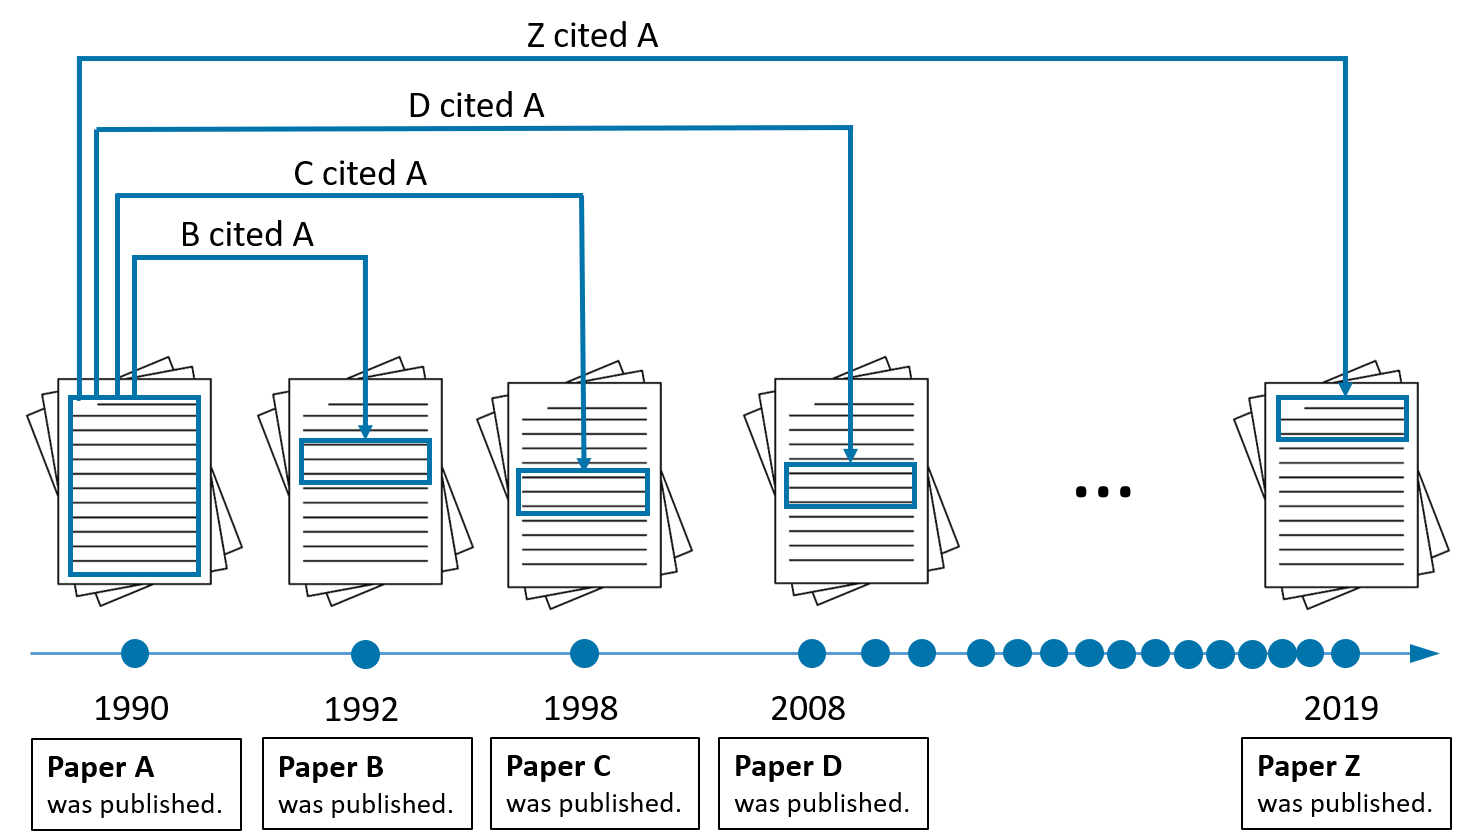 Z cited A
D cited A
C cited A
B cited A
...
1990
1992
1998
2008
2019
Paper A
was published.
Paper B
was published.
Paper C
was published.
Paper D
was published.
Paper Z
was published.